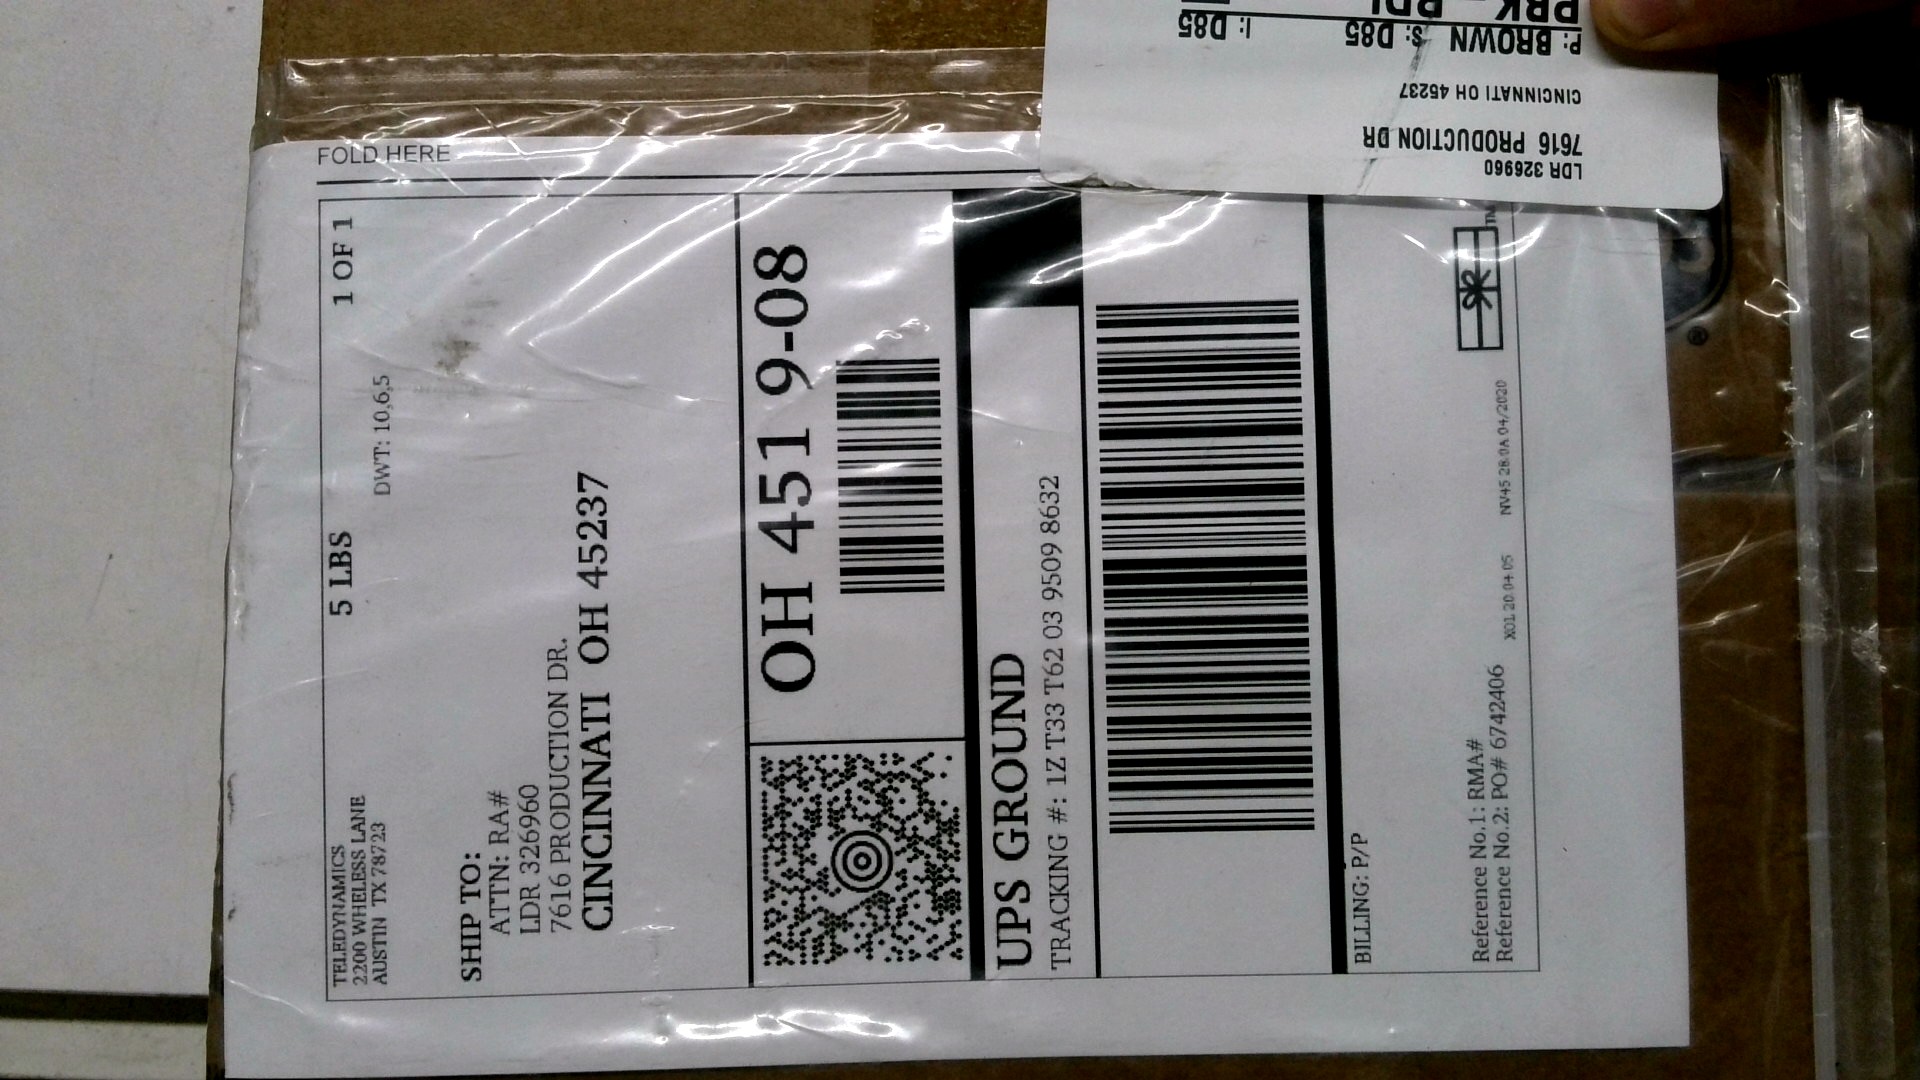 FOLD HERE
TELEDYNAMICS
2200 WHELESS LANE
AUSTIN TX 78723
5 LBS
1 OF 1
DWT: 10,6,5
SHIP TO:
ATTN: RA#
LDR 326960
7616 PRODUCTION DR.
CINCINNATI OH 45237
OH 451 9-08
UPS GROUND
TRACKING #: 1Z T33 T62 03 9509 8632
BILLING: P/P
Reference No.1: RMA#
Reference No.2: PO# 6742406
XOL 20.04.05 NV45 28.0A 04/2020
TM
LDR 326960
7616 PRODUCTION DR
CINCINNATI OH 45237
P: BROWN S: D85 I: D85